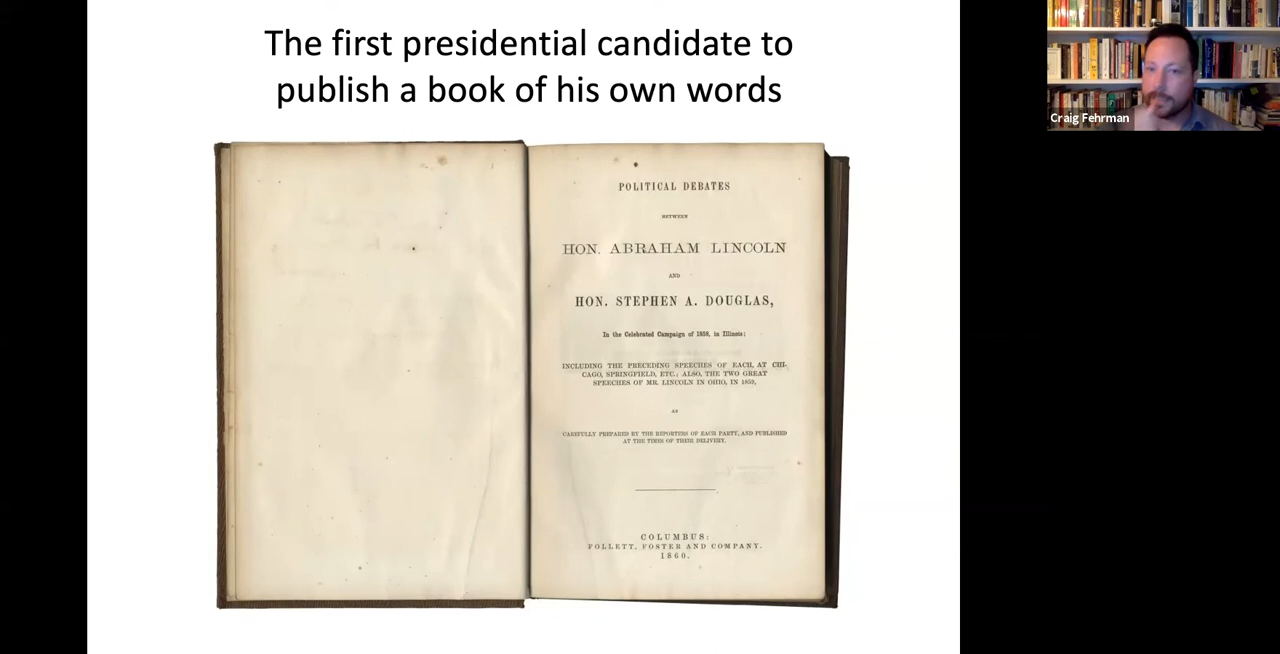 The first presidential candidate to
publish a book of his own words
POLITICAL DEBATES
BETWEEN
HON. ABRAHAM LINCOLN
AND
HON. STEPHEN A. DOUGLAS,
In the Celebrated Campaign of 1858, in Illinois;
INCLUDING THE PRECEDING SPEECHES OF EACH, AT CHI-
CAGO, SPRINGFIELD, ETC.; ALSO, THE TWO GREAT
SPEECHES OF MR. LINCOLN IN OHIO, IN 1859,
AS
CAREFULLY PREPARED BY THE REPORTERS OF EACH PARTY, AND PUBLISHED
AT THE TIMES OF THEIR DELIVERY.
COLUMBUS:
FOLLETT, FOSTER AND COMPANY.
1860.
Craig Fehrman